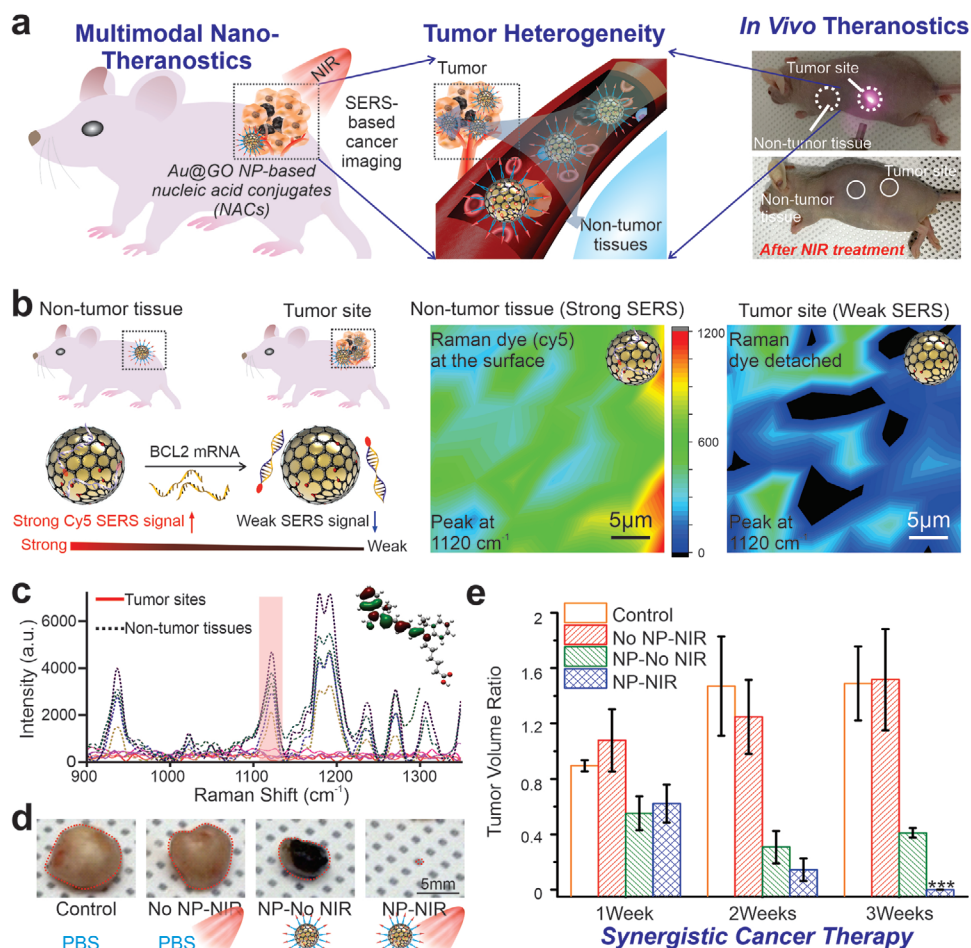 a
Multimodal Nano-
Theranostics
NIR
Au@GO NP-based
nucleic acid conjugates
(NACs)
SERS-
based
cancer
imaging
Tumor Heterogeneity
Tumor
Non-tumor
tissues
In Vivo Theranostics
Tumor site
Non-tumor tissue
Tumor site
Non-tumor
tissue
After NIR treatment
b
Non-tumor tissue
Tumor site
BCL2 mRNA
Strong Cy5 SERS signal
Weak SERS signal
Strong
Weak
Non-tumor tissue (Strong SERS)
Raman dye (cy5)
at the surface
Peak at
1120 cm⁻¹
5μm
1200
600
0
Tumor site (Weak SERS)
Raman
dye detached
Peak at
1120 cm⁻¹
5μm
c
Tumor sites
Non-tumor tissues
Intensity (a.u.)
6000
4000
2000
0
900
1000
1100
1200
1300
Raman Shift (cm⁻¹)
d
5mm
Control
No NP-NIR
NP-No NIR
NP-NIR
PBS
PBS
e
Control
No NP-NIR
NP-No NIR
NP-NIR
Tumor Volume Ratio
2
1.6
1.2
0.8
0.4
0
***
1Week
2Weeks
3Weeks
Synergistic Cancer Therapy